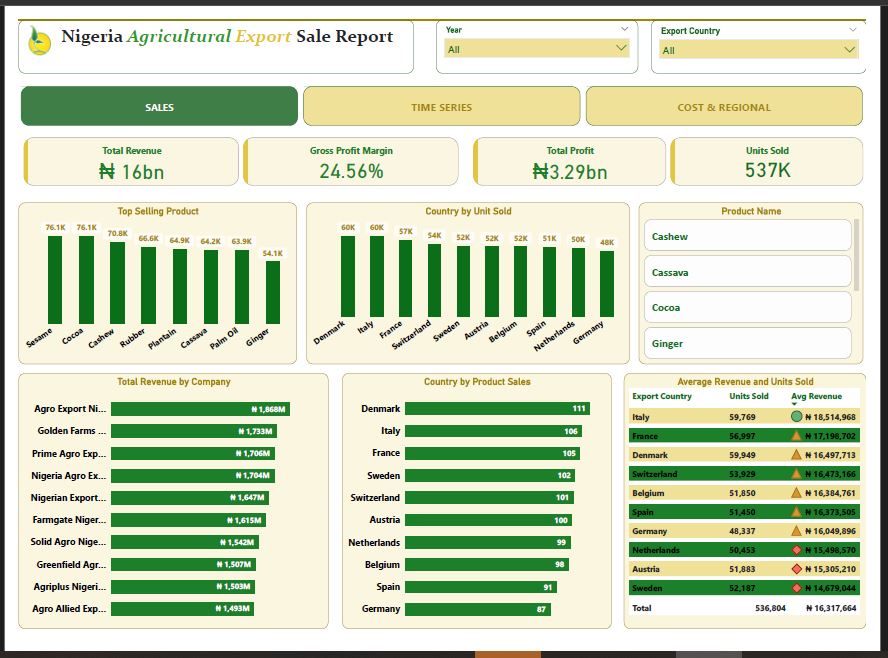 Nigeria Agricultural Export Sale Report
Year
All
Export Country
All
SALES
TIME SERIES
COST & REGIONAL
Total Revenue
₦ 16bn
Gross Profit Margin
24.56%
Total Profit
₦3.29bn
Units Sold
537K
Top Selling Product
76.1K 76.1K 70.8K 66.6K 64.9K 64.2K 63.9K 54.1K
Sesame Cocoa Cashew Rubber Plantain Cassava Palm Oil Ginger
Country by Unit Sold
60K 60K 57K 54K 52K 52K 52K 51K 50K 48K
Denmark Italy France Switzerland Sweden Austria Belgium Spain Netherlands Germany
Product Name
Cashew
Cassava
Cocoa
Ginger
Total Revenue by Company
Agro Export Ni... ₦ 1,868M
Golden Farms ... ₦ 1,733M
Prime Agro Exp... ₦ 1,706M
Nigeria Agro Ex... ₦ 1,704M
Nigerian Export... ₦ 1,647M
Farmgate Niger... ₦ 1,615M
Solid Agro Nige... ₦ 1,542M
Greenfield Agr... ₦ 1,507M
Agriplus Nigeri... ₦ 1,503M
Agro Allied Exp... ₦ 1,493M
Country by Product Sales
Denmark 111
Italy 106
France 105
Sweden 102
Switzerland 101
Austria 100
Netherlands 99
Belgium 98
Spain 91
Germany 87
Average Revenue and Units Sold
Export Country Units Sold Avg Revenue
Italy 59,769 ₦ 18,514,968
France 56,997 ₦ 17,198,702
Denmark 59,949 ₦ 16,497,713
Switzerland 53,929 ₦ 16,473,166
Belgium 51,850 ₦ 16,384,761
Spain 51,450 ₦ 16,373,505
Germany 48,337 ₦ 16,049,896
Netherlands 50,453 ₦ 15,498,570
Austria 51,883 ₦ 15,305,210
Sweden 52,187 ₦ 14,679,044
Total 536,804 ₦ 16,317,664